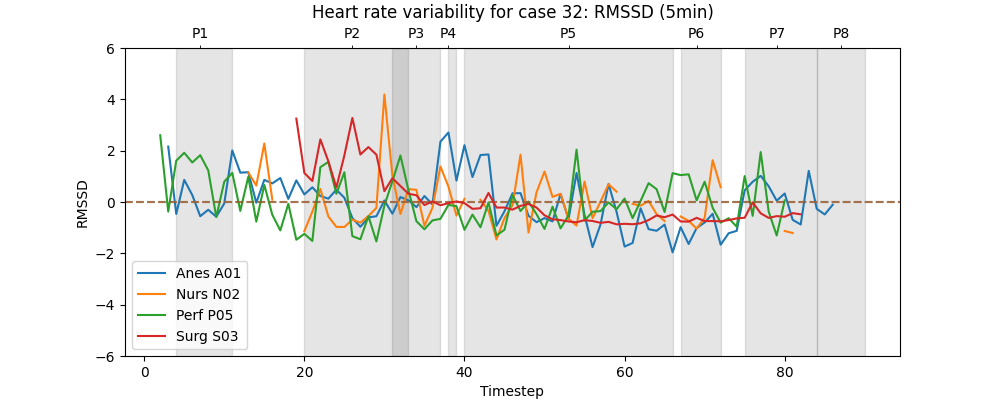 Heart rate variability for case 32: RMSSD (5min)
P1 P2 P3 P4 P5 P6 P7 P8
6
4
2
0
−2
−4
−6
RMSSD
Anes A01
Nurs N02
Perf P05
Surg S03
0 20 40 60 80
Timestep